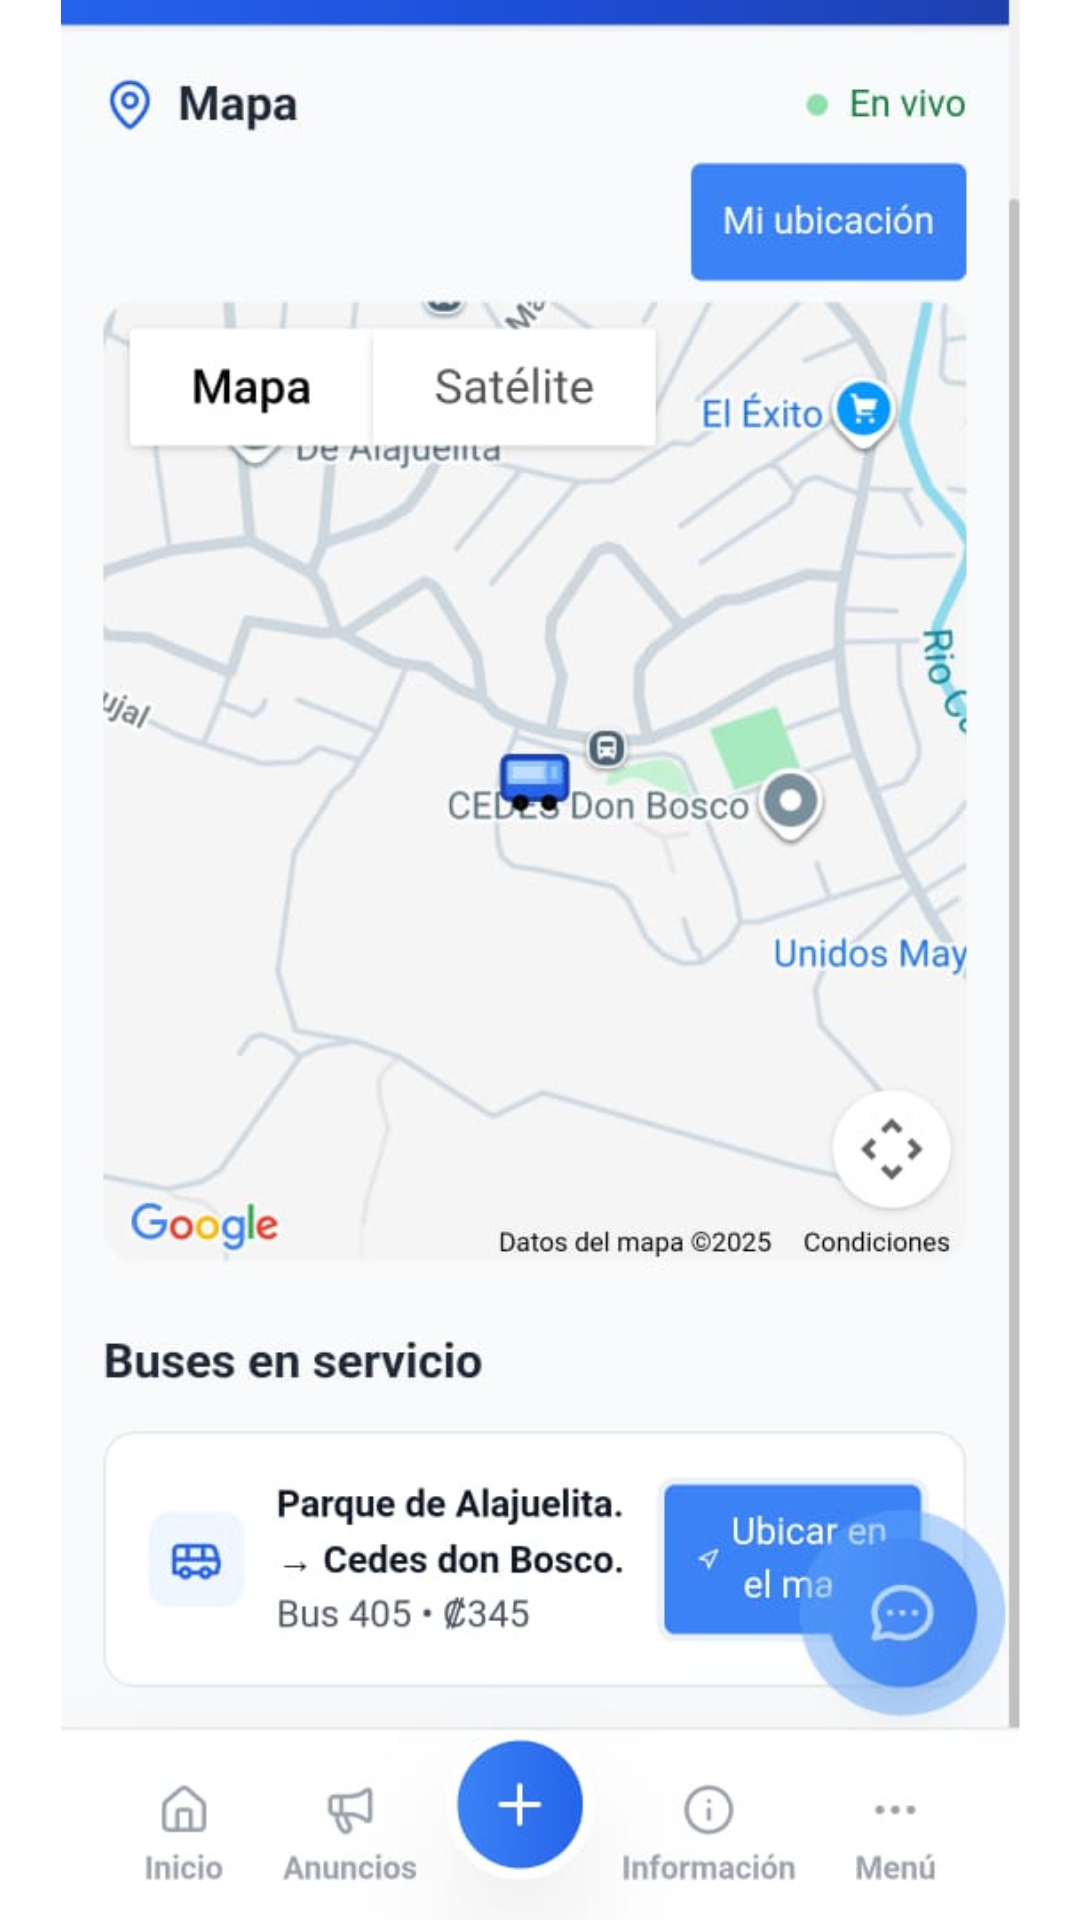 Mapa
En vivo
Mi ubicación
Mapa
Satélite
De Alajuelita
El Éxito
Rio
ujal
CEDES Don Bosco
Unidos May
Google
Datos del mapa ©2025
Condiciones
Buses en servicio
Parque de Alajuelita.
→ Cedes don Bosco.
Bus 405 • ₡345
Ubicar en
el ma
Inicio
Anuncios
Información
Menú